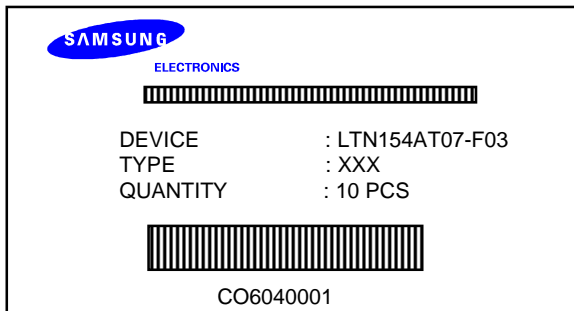 SAMSUNG
ELECTRONICS
DEVICE : LTN154AT07-F03
TYPE : XXX
QUANTITY : 10 PCS
CO6040001